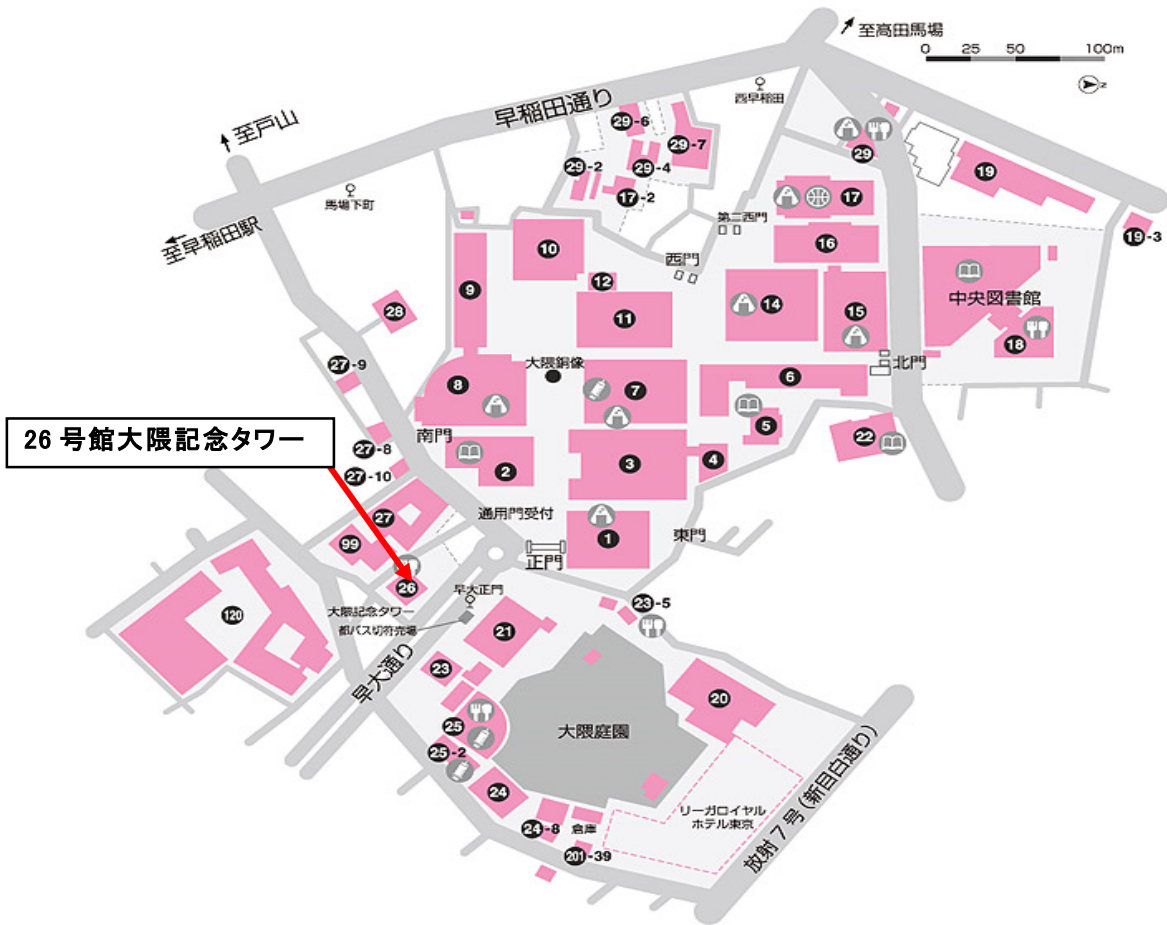 至高田馬場
0 25 50 100m
N
早稲田通り
西早稲田
至戸山
馬場下町
至早稲田駅
29-6
29-7
29-2
29-4
17-2
29
19
19-3
第二西門
17
16
西門
10
12
9
11
14
15
中央図書館
18
28
大隈銅像
北門
27-9
8
7
6
5
22
26 号館大隈記念タワー
南門
27-8
27-10
2
3
4
27
99
通用門受付
1
東門
正門
26
大隈記念タワー
早大正門
都バス切符売場
120
早大通り
21
23-5
23
20
25
大隈庭園
25-2
24
リーガロイヤル
ホテル東京
24-8
倉庫
201-39
放射7号(新目白通り)